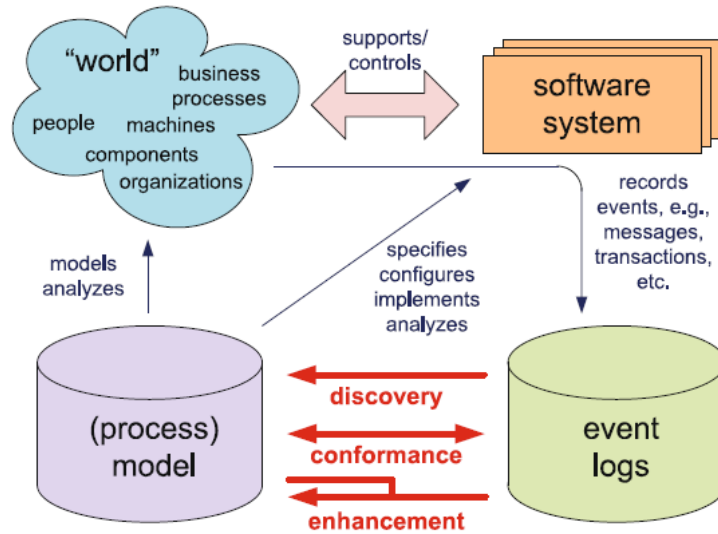 “world”
business
processes
people
machines
components
organizations
supports/
controls
software
system
records
events, e.g.,
messages,
transactions,
etc.
models
analyzes
specifies
configures
implements
analyzes
(process)
model
discovery
conformance
enhancement
event
logs